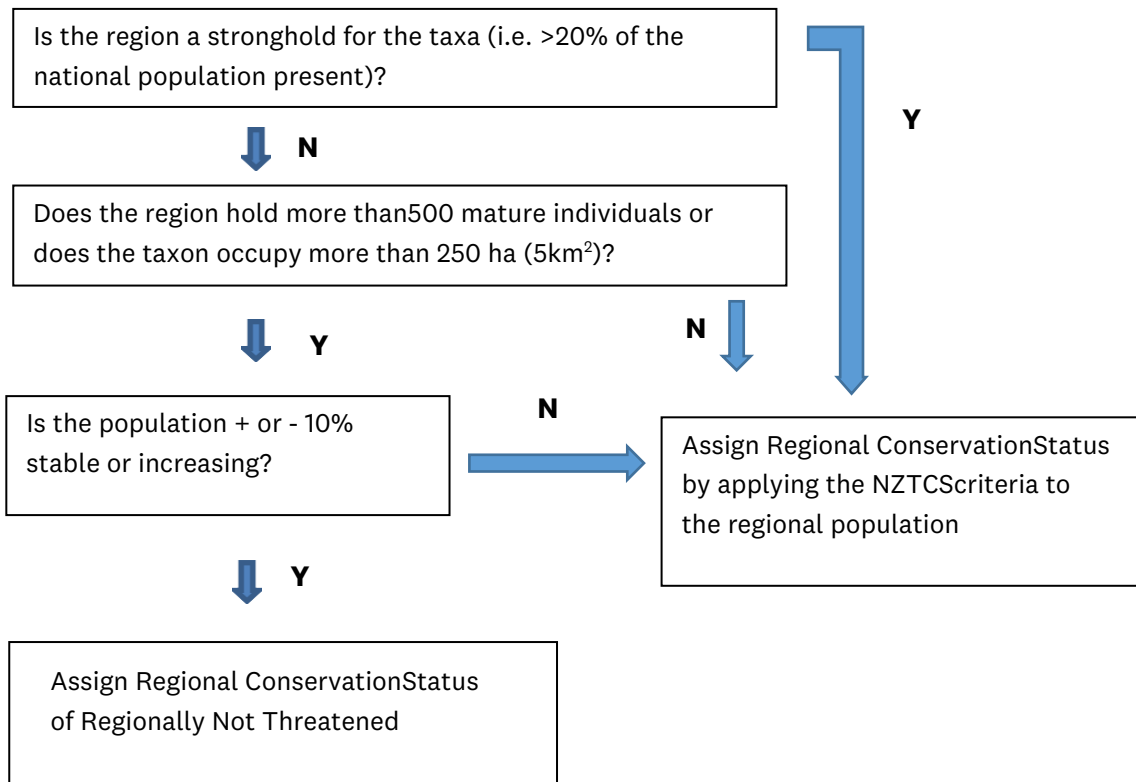 Is the region a stronghold for the taxa (i.e. >20% of the
national population present)?
Y
N
Does the region hold more than500 mature individuals or
does the taxon occupy more than 250 ha (5km²)?
N
Y
Is the population + or - 10%
stable or increasing?
N
Assign Regional ConservationStatus
by applying the NZTCScriteria to
the regional population
Y
Assign Regional ConservationStatus
of Regionally Not Threatened